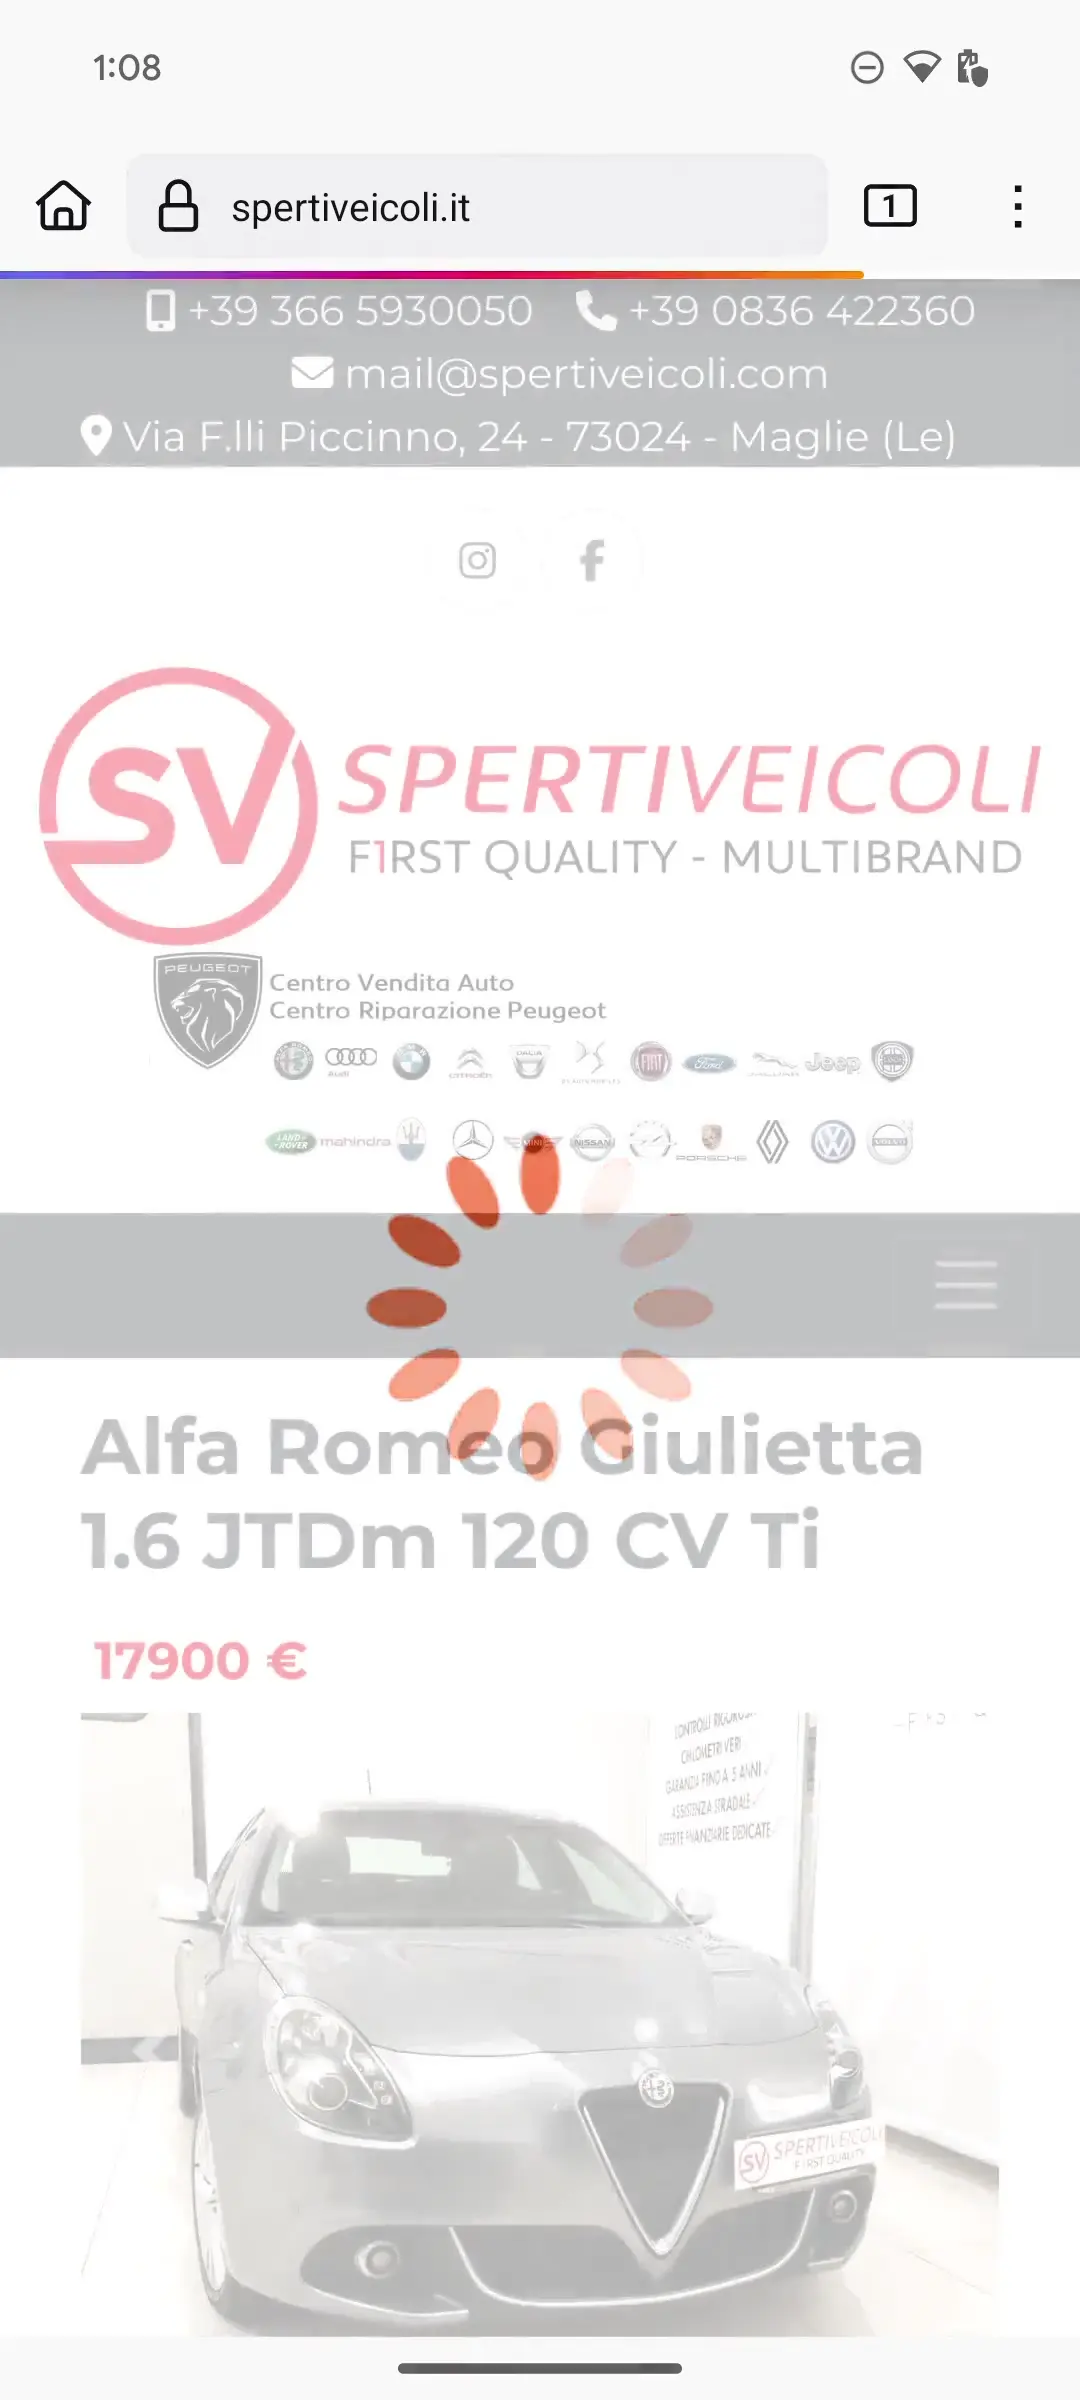 1:08
spertiveicoli.it
1
+39 366 5930050 +39 0836 422360
mail@spertiveicoli.com
Via F.lli Piccinno, 24 - 73024 - Maglie (Le)
SV
SPERTIVEICOLI
F1RST QUALITY - MULTIBRAND
PEUGEOT
Centro Vendita Auto
Centro Riparazione Peugeot
Audi CITROËN DACIA FIAT Ford JAGUAR Jeep
LAND ROVER mahindra MINI NISSAN PORSCHE
Alfa Romeo Giulietta
1.6 JTDm 120 CV Ti
17900 €
CONTROLLI RIGOROSI
CHILOMETRI VERI
GARANZIA FINO A 5 ANNI
ASSISTENZA STRADALE
OFFERTE FINANZIARIE DEDICATE
SV SPERTIVEICOLI
F1RST QUALITY